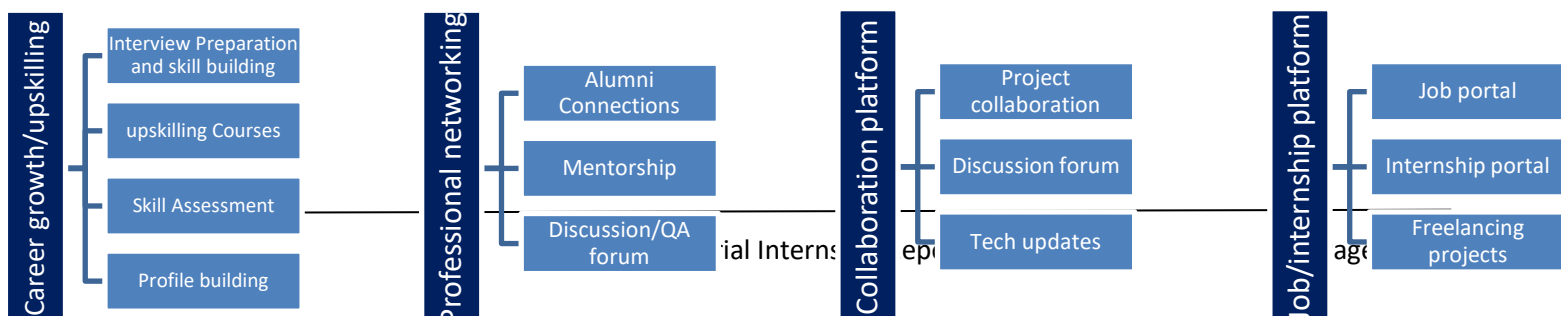 Career growth/upskilling
Interview Preparation
and skill building
upskilling Courses
Skill Assessment
Profile building
Professional networking
Alumni
Connections
Mentorship
Discussion/QA
forum
Collaboration platform
Project
collaboration
Discussion forum
Tech updates
Job/internship platform
Job portal
Internship portal
Freelancing
projects